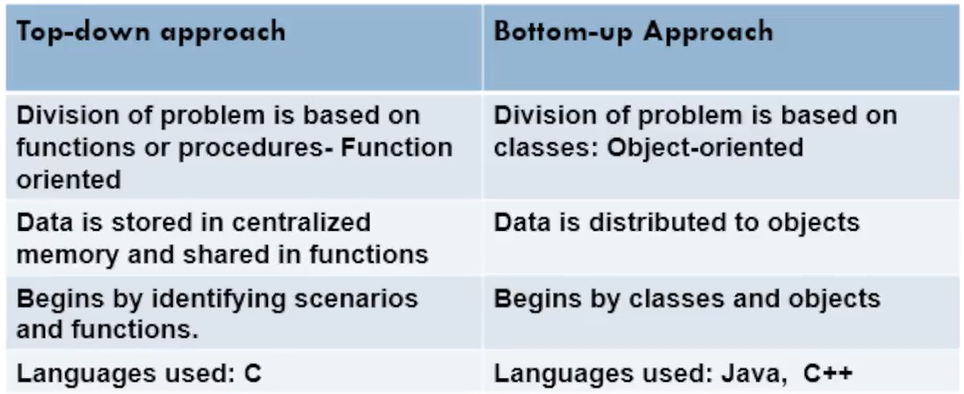 Top-down approach
Bottom-up Approach
Division of problem is based on
functions or procedures- Function
oriented
Division of problem is based on
classes: Object-oriented
Data is stored in centralized
memory and shared in functions
Data is distributed to objects
Begins by identifying scenarios
and functions.
Begins by classes and objects
Languages used: C
Languages used: Java,  C++